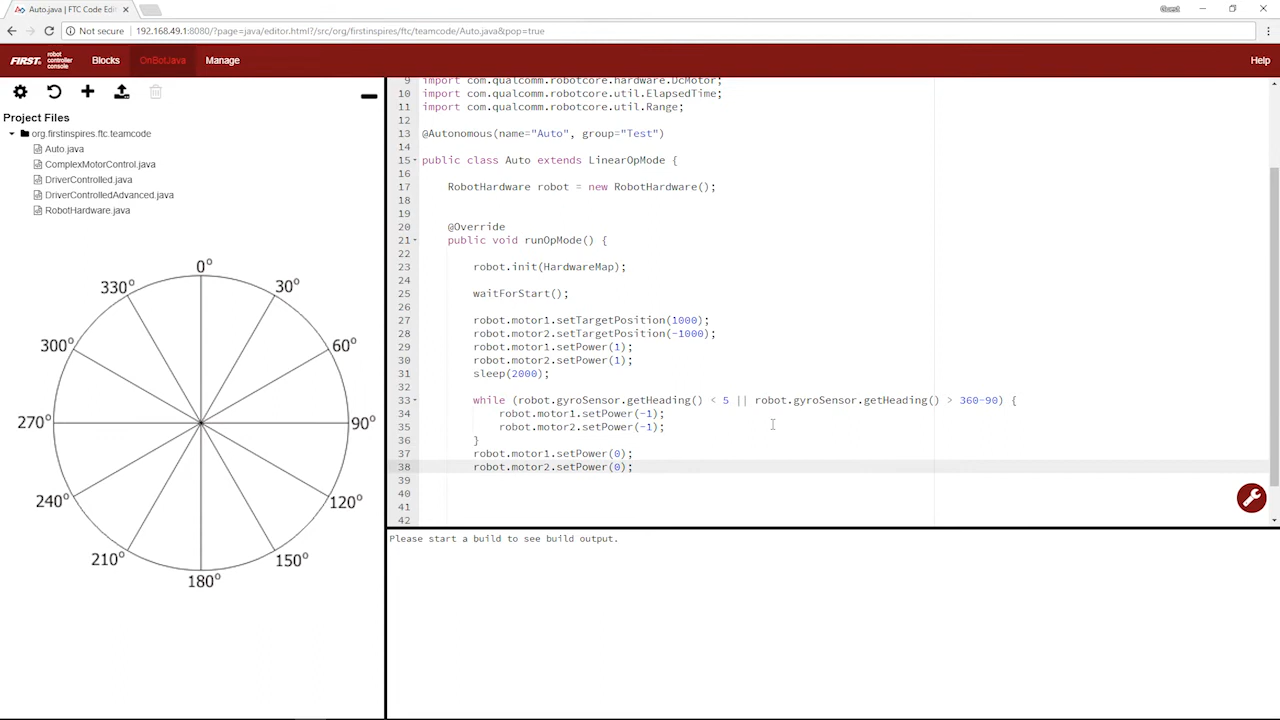 Auto.java | FTC Code Edi
Guest
Not secure | 192.168.49.1:8080/?page=java/editor.html?/src/org/firstinspires/ftc/teamcode/Auto.java&pop=true
FIRST robot controller console Blocks OnBotJava Manage Help
Project Files
org.firstinspires.ftc.teamcode
Auto.java
ComplexMotorControl.java
DriverControlled.java
DriverControlledAdvanced.java
RobotHardware.java
0°
30°
60°
90°
120°
150°
180°
210°
240°
270°
300°
330°
9 import com.qualcomm.robotcore.hardware.DcMotor;
10 import com.qualcomm.robotcore.util.ElapsedTime;
11 import com.qualcomm.robotcore.util.Range;
12
13 @Autonomous(name="Auto", group="Test")
14
15 public class Auto extends LinearOpMode {
16
17 RobotHardware robot = new RobotHardware();
18
19
20 @Override
21 public void runOpMode() {
22
23 robot.init(HardwareMap);
24
25 waitForStart();
26
27 robot.motor1.setTargetPosition(1000);
28 robot.motor2.setTargetPosition(-1000);
29 robot.motor1.setPower(1);
30 robot.motor2.setPower(1);
31 sleep(2000);
32
33 while (robot.gyroSensor.getHeading() < 5 || robot.gyroSensor.getHeading() > 360-90) {
34 robot.motor1.setPower(-1);
35 robot.motor2.setPower(-1);
36 }
37 robot.motor1.setPower(0);
38 robot.motor2.setPower(0);
39
40
41
42
Please start a build to see build output.